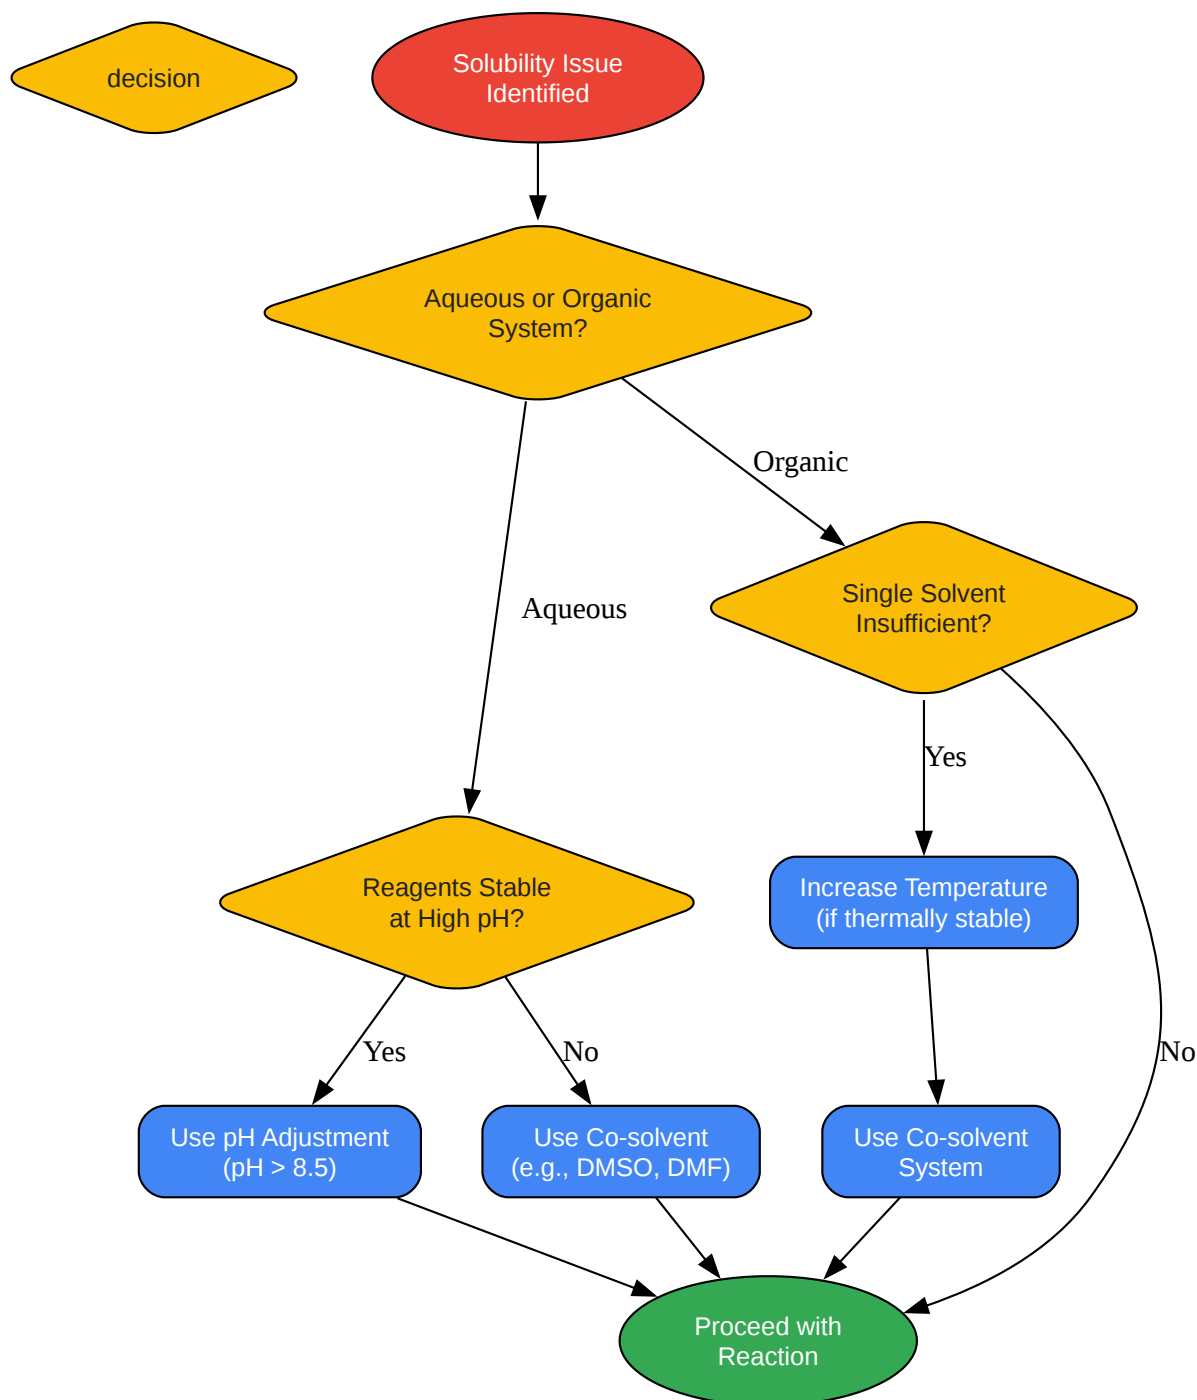 decision
Solubility Issue
Identified
Aqueous or Organic
System?
Organic
Aqueous
Single Solvent
Insufficient?
Yes
Reagents Stable
at High pH?
Increase Temperature
(if thermally stable)
Yes
No
No
Use pH Adjustment
(pH > 8.5)
Use Co-solvent
(e.g., DMSO, DMF)
Use Co-solvent
System
Proceed with
Reaction